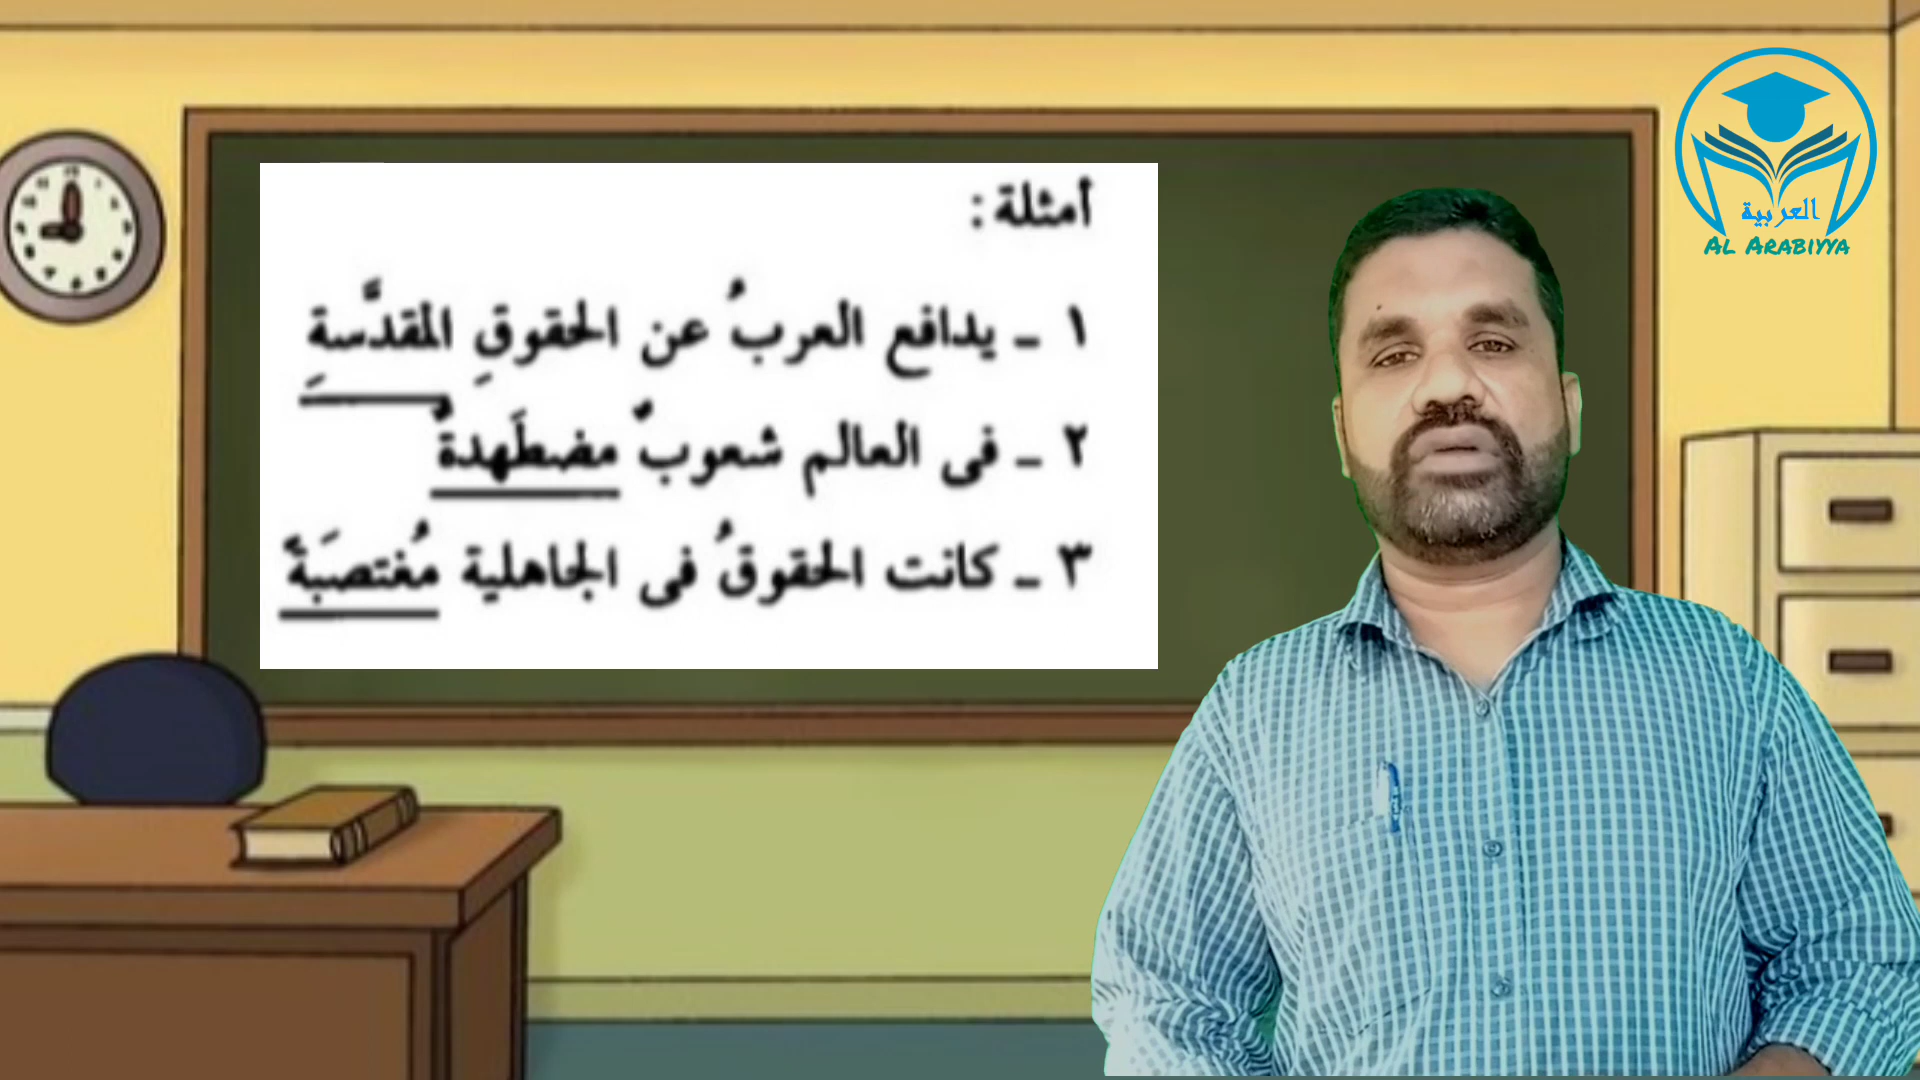 أمثلة :
١ ـ يدافع العربُ عن الحقوقِ المقدَّسةِ
٢ ـ فى العالم شعوبٌ مضطَهدةٌ
٣ ـ كانت الحقوقُ فى الجاهلية مُغتصَبةً
العربية
AL ARABIYYA